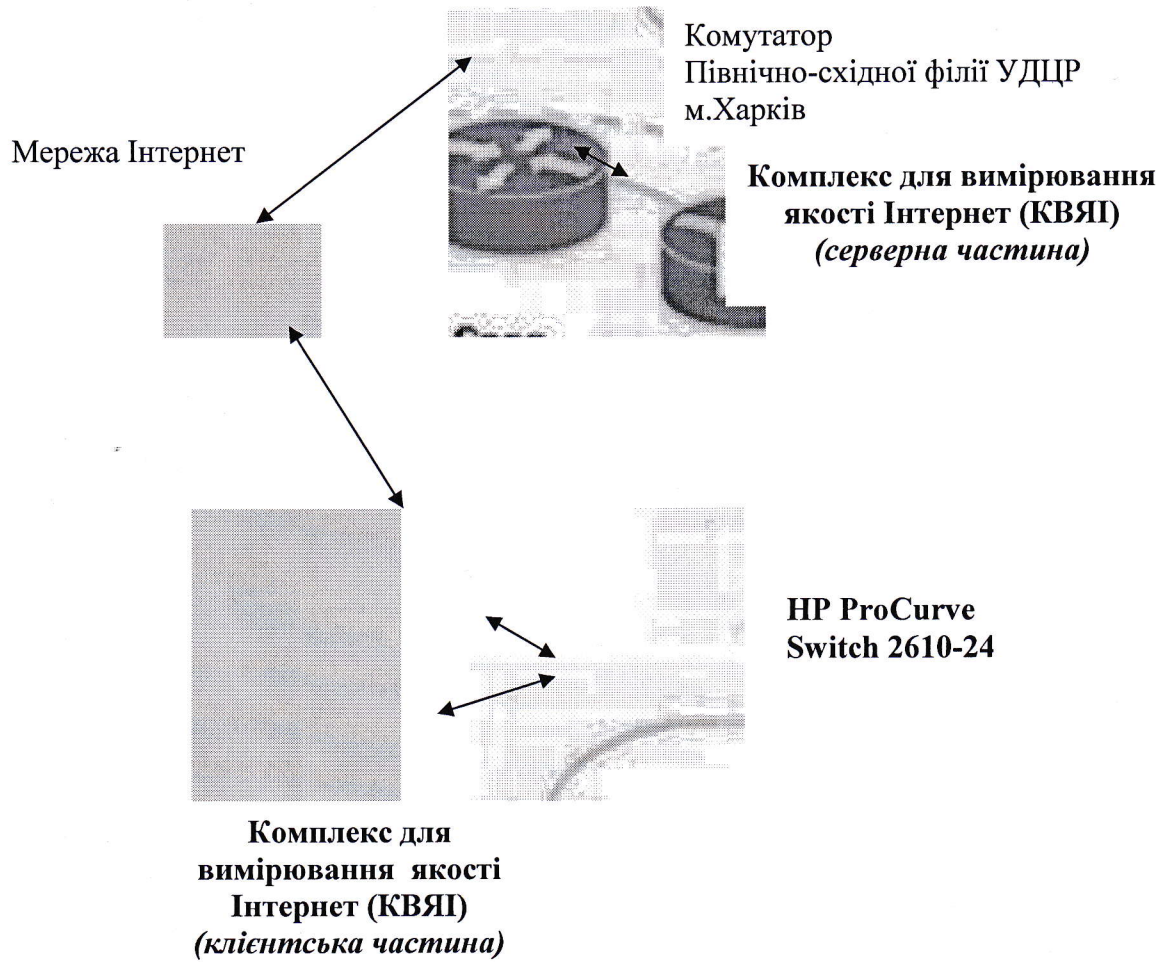 Комутатор
Північно-східної філії УДЦР
м.Харків
Мережа Інтернет
Комплекс для вимірювання
якості Інтернет (КВЯІ)
(серверна частина)
HP ProCurve
Switch 2610-24
Комплекс для
вимірювання якості
Інтернет (КВЯІ)
(клієнтська частина)